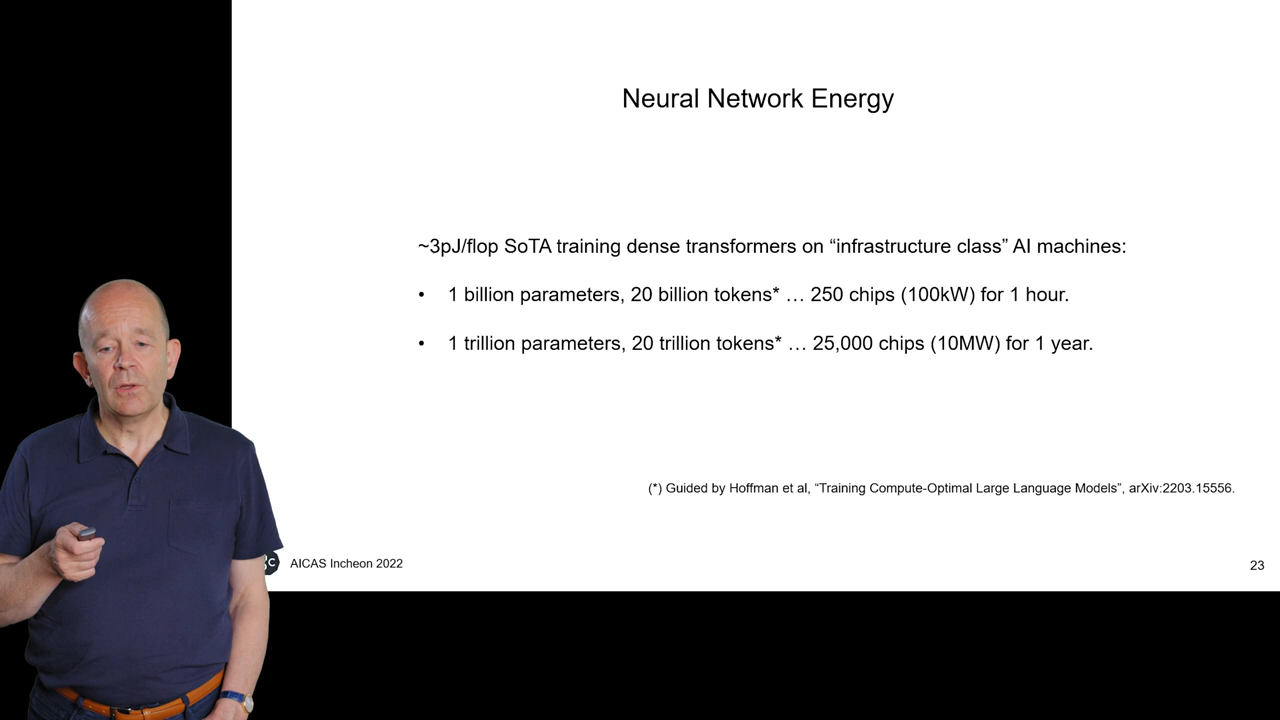 Neural Network Energy
~3pJ/flop SoTA training dense transformers on “infrastructure class” AI machines:
• 1 billion parameters, 20 billion tokens* … 250 chips (100kW) for 1 hour.
• 1 trillion parameters, 20 trillion tokens* … 25,000 chips (10MW) for 1 year.
(*) Guided by Hoffman et al, “Training Compute-Optimal Large Language Models”, arXiv:2203.15556.
AICAS Incheon 2022
23